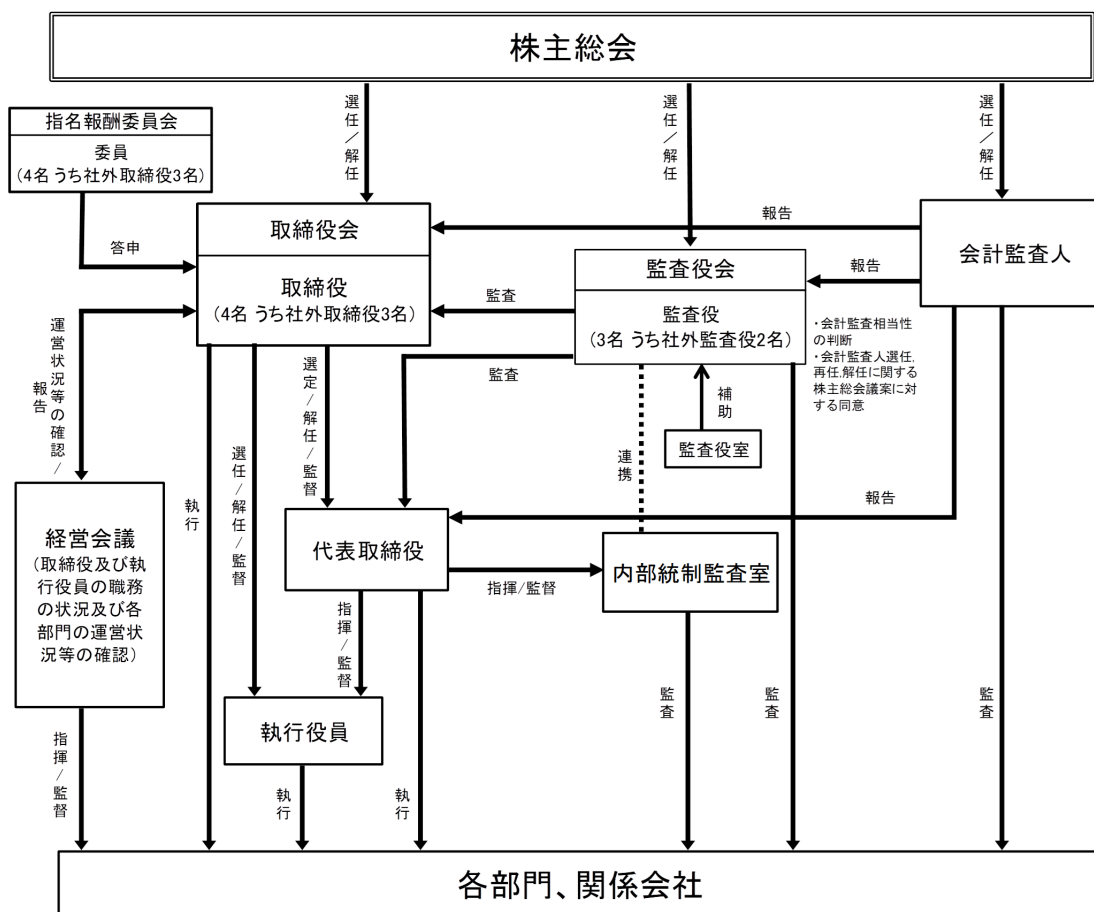 株主総会
選任／解任
選任／解任
選任／解任
指名報酬委員会
委員
(4名 うち社外取締役3名)
答申
取締役会
取締役
(4名 うち社外取締役3名)
報告
会計監査人
監査役会
監査役
(3名 うち社外監査役2名)
報告
監査
監査
・会計監査相当性
の判断
・会計監査人選任,
再任,解任に関する
株主総会議案に対
する同意
補助
監査役室
連携
運営状況等の確認/
報告
選定/解任/監督
選任/解任/監督
執行
報告
経営会議
(取締役及び執
行役員の職務
の状況及び各
部門の運営状
況等の確認)
代表取締役
指揮/監督
内部統制監査室
指揮/監督
執行役員
監査
監査
監査
指揮/監督
執行
執行
各部門、関係会社